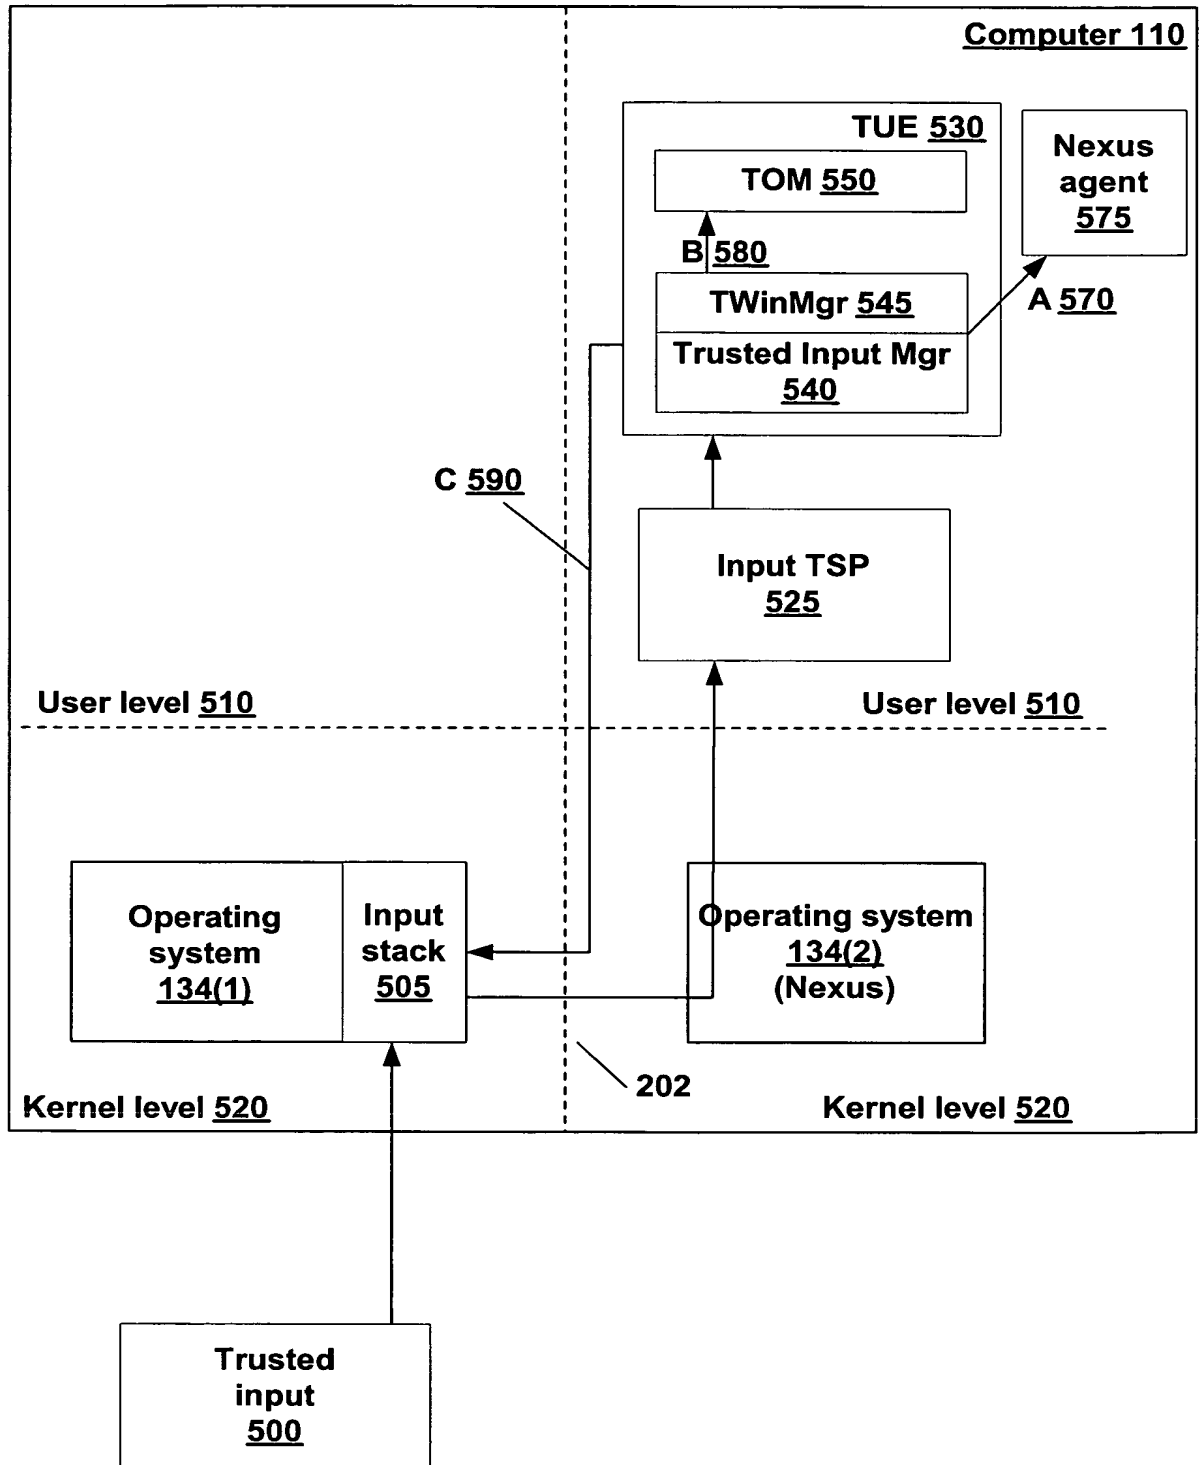 Computer 110
TUE 530
TOM 550
B 580
TWinMgr 545
Trusted Input Mgr
540
Nexus
agent
575
A 570
C 590
Input TSP
525
User level 510
User level 510
Operating
system
134(1)
Input
stack
505
Operating system
134(2)
(Nexus)
202
Kernel level 520
Kernel level 520
Trusted
input
500